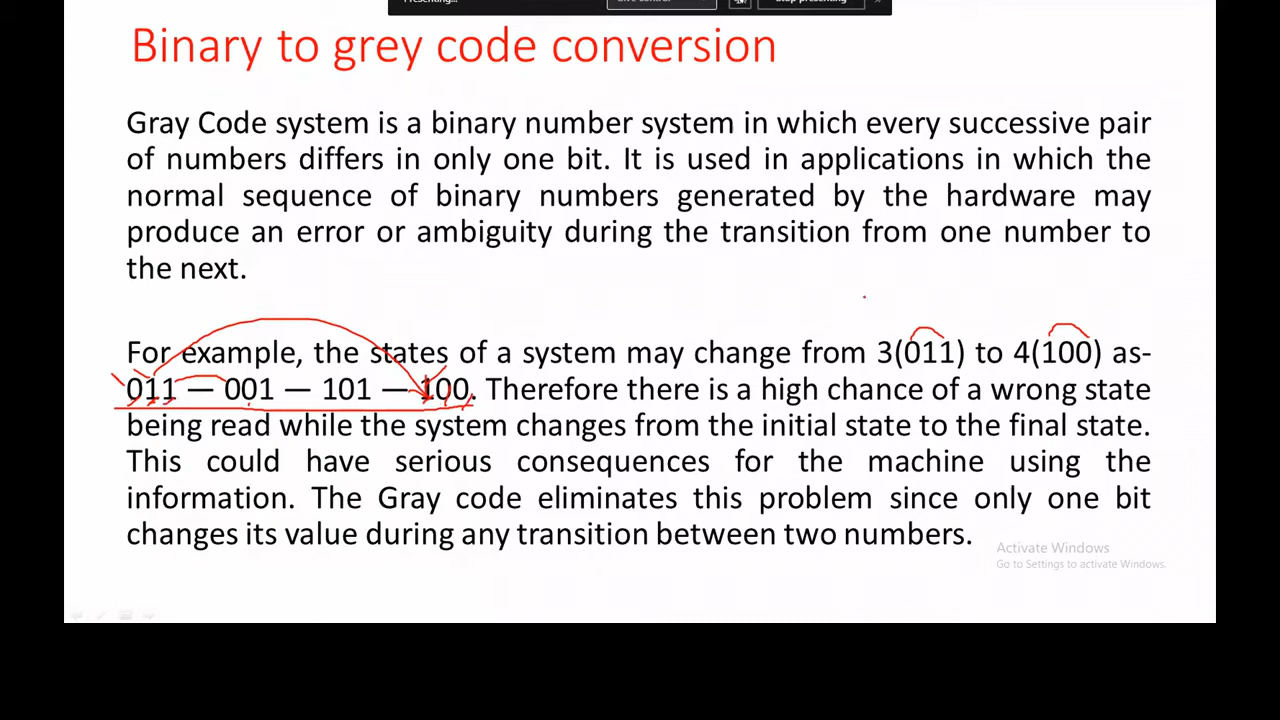 Presenting...
Stop presenting
Binary to grey code conversion
Gray Code system is a binary number system in which every successive pair
of numbers differs in only one bit. It is used in applications in which the
normal sequence of binary numbers generated by the hardware may
produce an error or ambiguity during the transition from one number to
the next.
For example, the states of a system may change from 3(011) to 4(100) as-
011 — 001 — 101 — 100. Therefore there is a high chance of a wrong state
being read while the system changes from the initial state to the final state.
This could have serious consequences for the machine using the
information. The Gray code eliminates this problem since only one bit
changes its value during any transition between two numbers.
Activate Windows
Go to Settings to activate Windows.